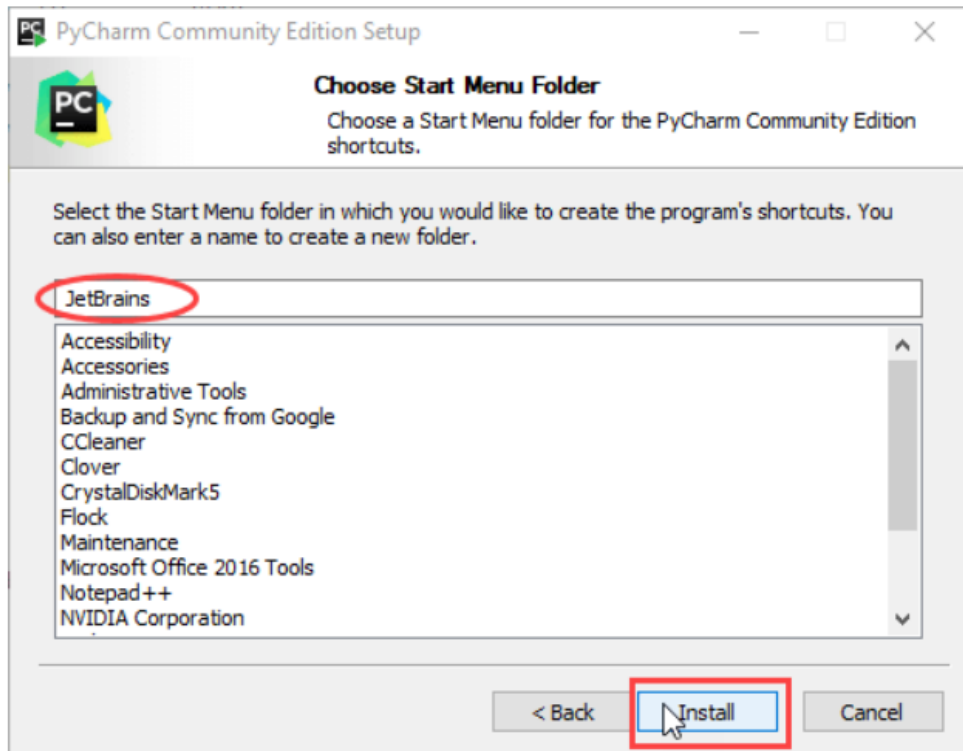 PyCharm Community Edition Setup
PC
Choose Start Menu Folder
Choose a Start Menu folder for the PyCharm Community Edition
shortcuts.
Select the Start Menu folder in which you would like to create the program's shortcuts. You
can also enter a name to create a new folder.
JetBrains
Accessibility
Accessories
Administrative Tools
Backup and Sync from Google
CCleaner
Clover
CrystalDiskMark5
Flock
Maintenance
Microsoft Office 2016 Tools
Notepad++
NVIDIA Corporation
< Back Install Cancel